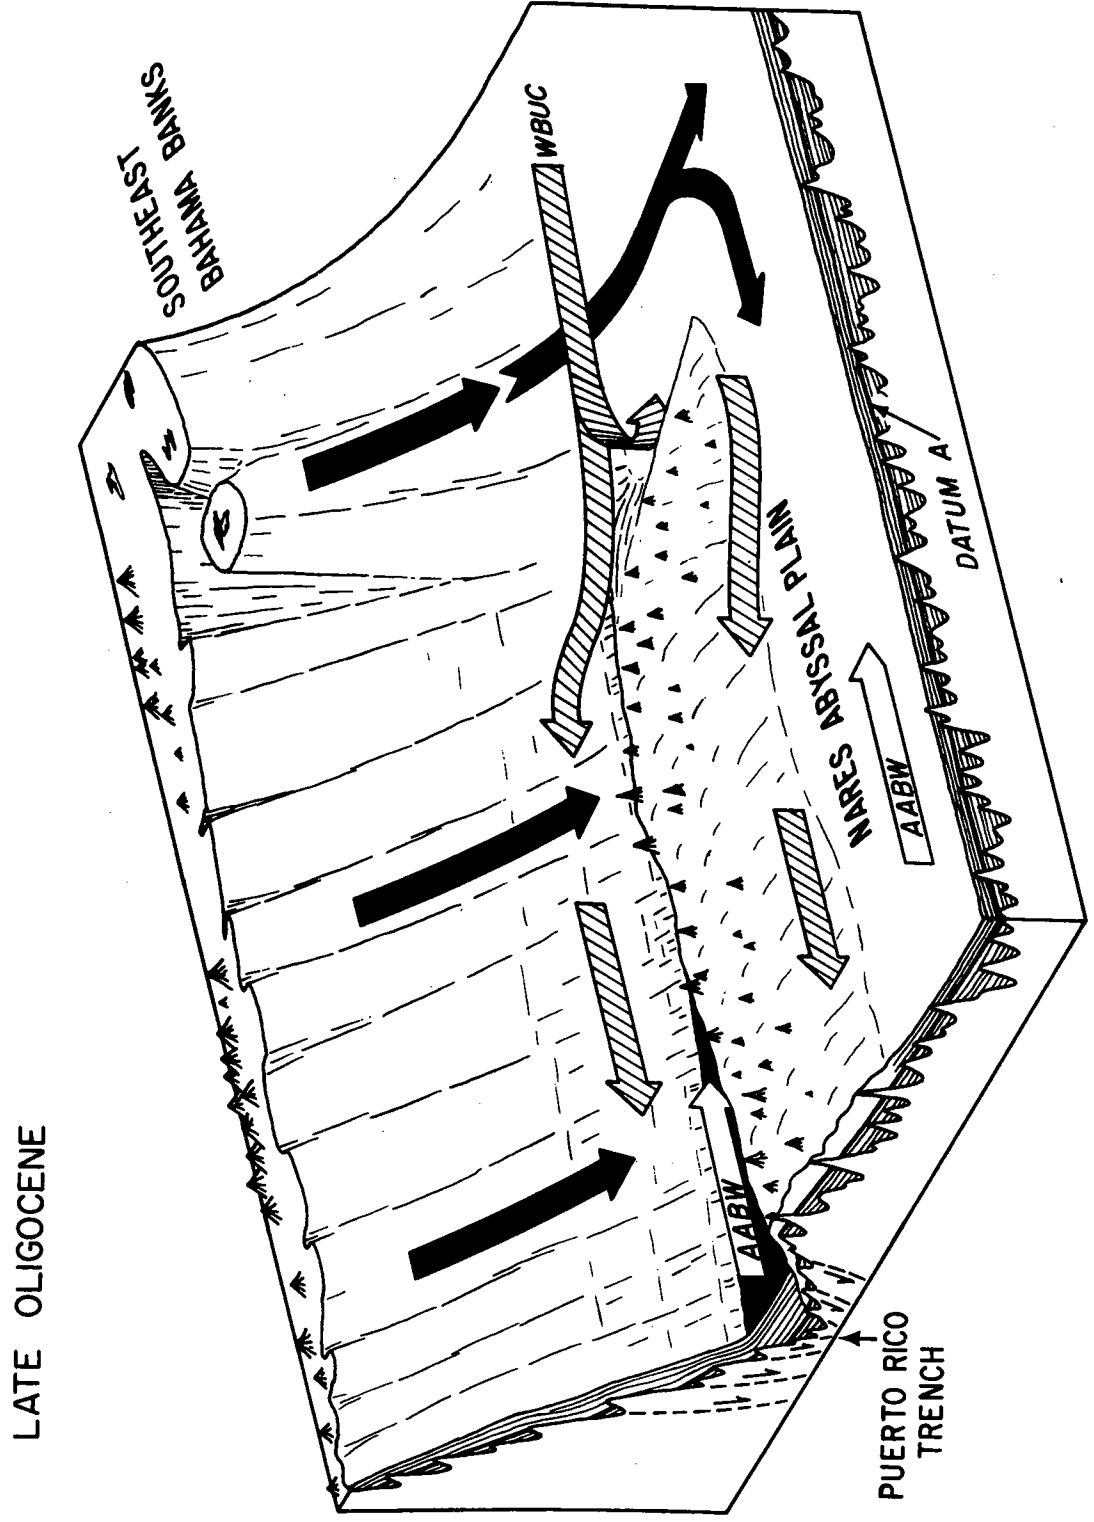 LATE OLIGOCENE
SOUTHEAST
BAHAMA BANKS
WBUC
NARES ABYSSAL PLAIN
AABW
AABW
DATUM A
PUERTO RICO
TRENCH